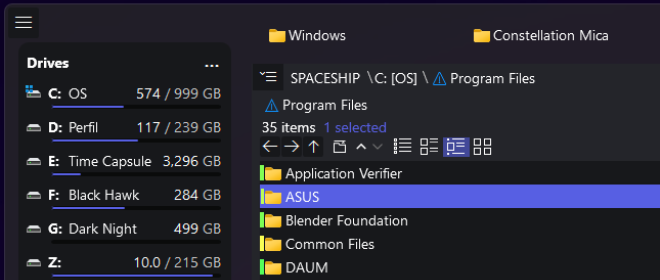 Windows
Constellation Mica
Drives
...
C: OS 574 / 999 GB
D: Perfil 117 / 239 GB
E: Time Capsule 3,296 GB
F: Black Hawk 284 GB
G: Dark Night 499 GB
Z: 10.0 / 215 GB
SPACESHIP \C: [OS] \ Program Files
Program Files
35 items 1 selected
Application Verifier
ASUS
Blender Foundation
Common Files
DAUM